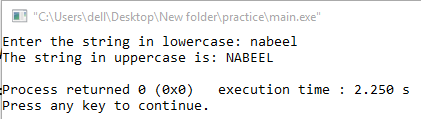 "C:\Users\dell\Desktop\New folder\practice\main.exe"
Enter the string in lowercase: nabeel
The string in uppercase is: NABEEL
Process returned 0 (0x0)   execution time : 2.250 s
Press any key to continue.